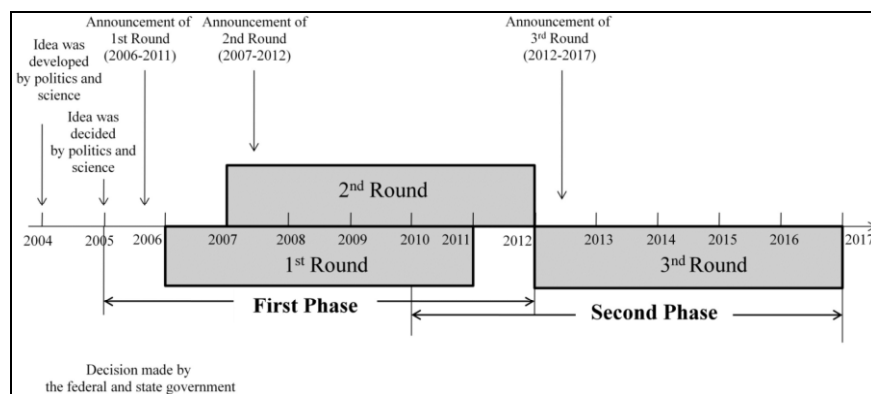 Announcement of
1st Round
(2006-2011)
Announcement of
2nd Round
(2007-2012)
Announcement of
3rd Round
(2012-2017)
Idea was
developed
by politics and
science
Idea was
decided
by politics and
science
2nd Round
2004
2005
2006
2007
2008
2009
2010
2011
2012
2013
2014
2015
2016
2017
1st Round
3nd Round
First Phase
Second Phase
Decision made by
the federal and state government